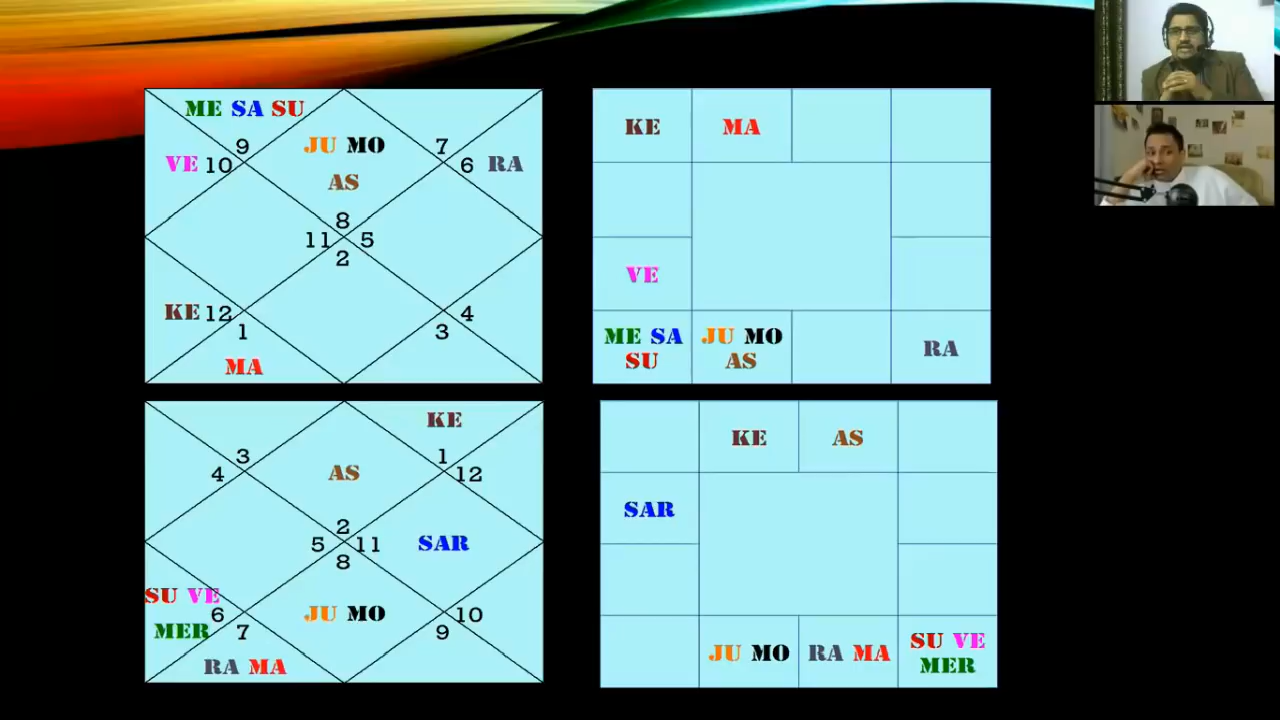 ME SA SU
JU MO
AS
9
VE 10
7
6 RA
8
11 5
2
KE 12
1
MA
4
3
KE MA
VE
ME SA JU MO
SU AS
RA
KE
3
4
AS
1
12
2
5 11
8
SAR
SU VE
6
MER 7
RA MA
JU MO
10
9
KE AS
SAR
JU MO RA MA
SU VE
MER